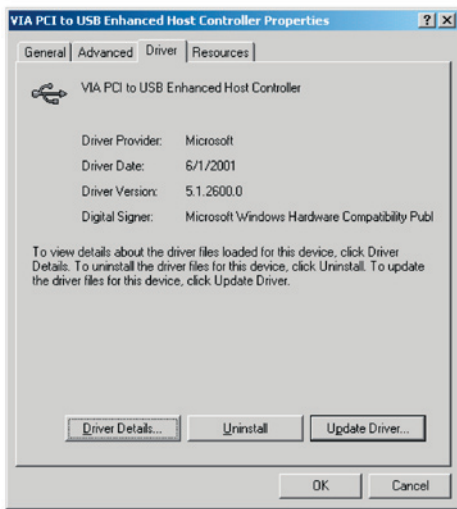 VIA PCI to USB Enhanced Host Controller Properties
General Advanced Driver Resources
VIA PCI to USB Enhanced Host Controller
Driver Provider: Microsoft
Driver Date: 6/1/2001
Driver Version: 5.1.2600.0
Digital Signer: Microsoft Windows Hardware Compatibility Publ
To view details about the driver files loaded for this device, click Driver
Details. To uninstall the driver files for this device, click Uninstall. To update
the driver files for this device, click Update Driver.
Driver Details... Uninstall Update Driver...
OK Cancel